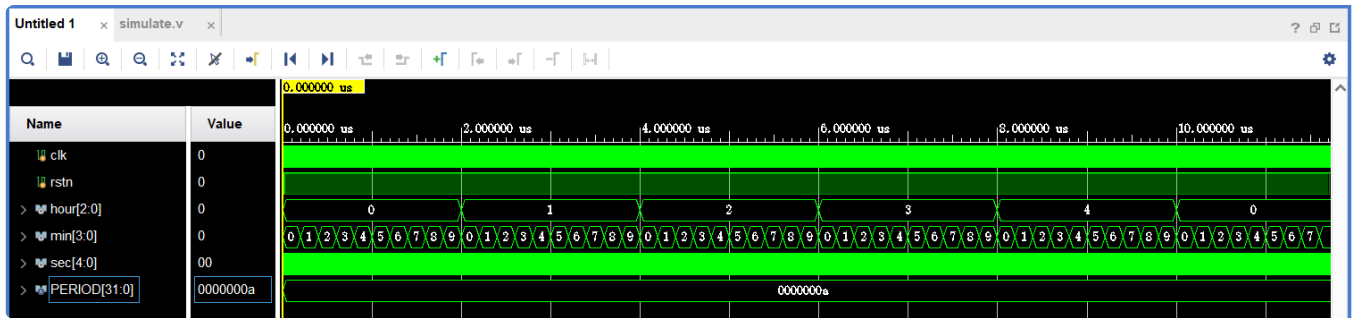 Untitled 1 × simulate.v ×
?
0.000000 us
Name Value
0.000000 us 2.000000 us 4.000000 us 6.000000 us 8.000000 us 10.000000 us
clk 0
rstn 0
> hour[2:0] 0 0 1 2 3 4 0
> min[3:0] 0 0 1 2 3 4 5 6 7 8 9 0 1 2 3 4 5 6 7 8 9 0 1 2 3 4 5 6 7 8 9 0 1 2 3 4 5 6 7 8 9 0 1 2 3 4 5 6 7 8 9 0 1 2 3 4 5 6 7
> sec[4:0] 00
> PERIOD[31:0] 0000000a 0000000a